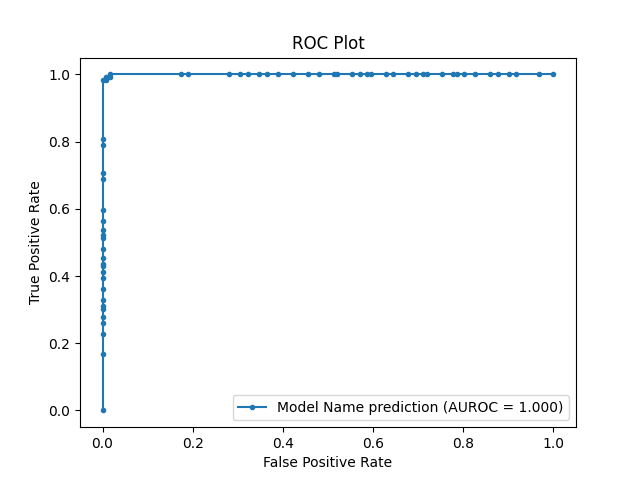 ROC Plot
True Positive Rate
1.0
0.8
0.6
0.4
0.2
0.0
Model Name prediction (AUROC = 1.000)
0.0 0.2 0.4 0.6 0.8 1.0
False Positive Rate